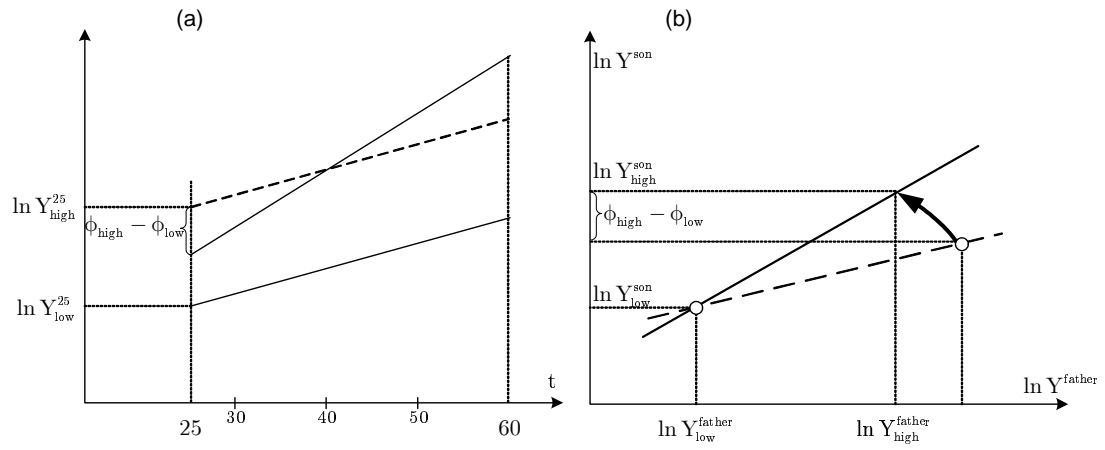 (a)
ln Y^25_high
ϕ_high − ϕ_low
ln Y^25_low
t
25
30
40
50
60
(b)
ln Y^son
ln Y^son_high
ϕ_high − ϕ_low
ln Y^son_low
ln Y^father
ln Y^father_low
ln Y^father_high